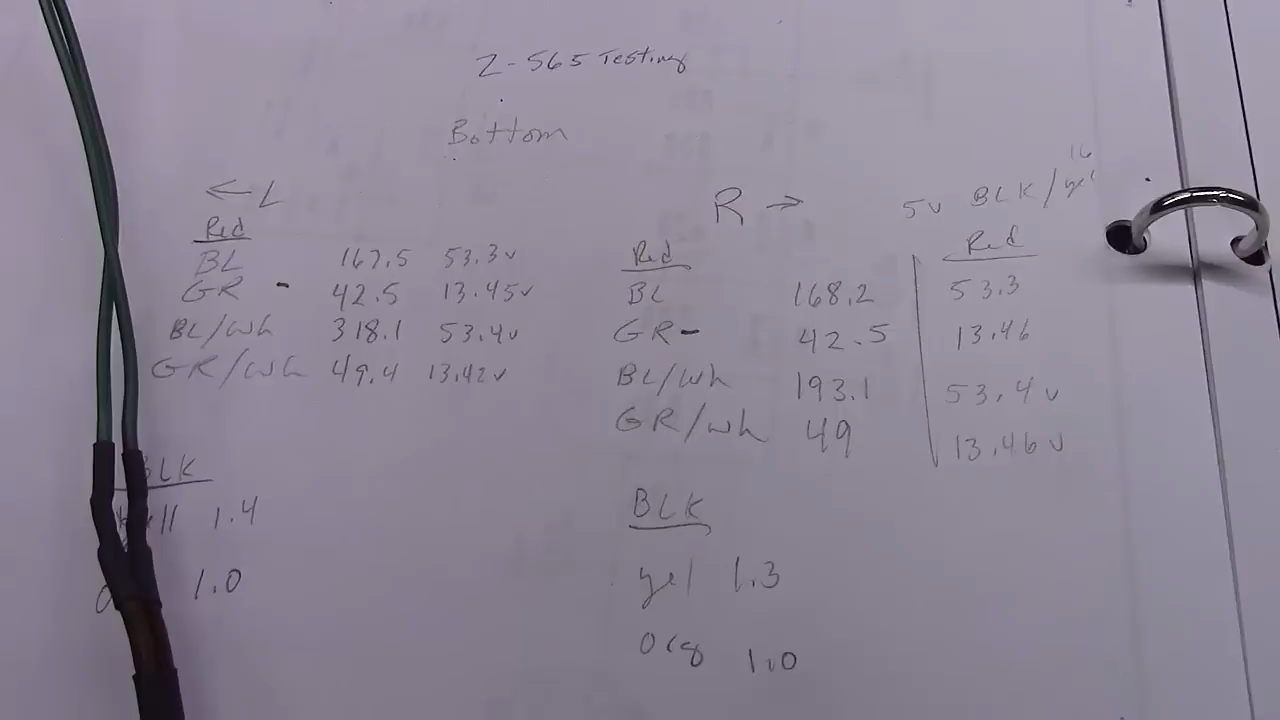 Z-565 Testing
Bottom
← L
Red
BL 167.5 53.3v
GR - 42.5 13.45v
BL/Wh 318.1 53.4v
GR/Wh 49.4 13.42v
BLK
1.4
1.0
R →
5v BLK/
Red Red
BL 168.2 53.3
GR - 42.5 13.46
BL/Wh 193.1 53.4v
GR/Wh 49 13.46v
BLK
yel 1.3
Org 1.0